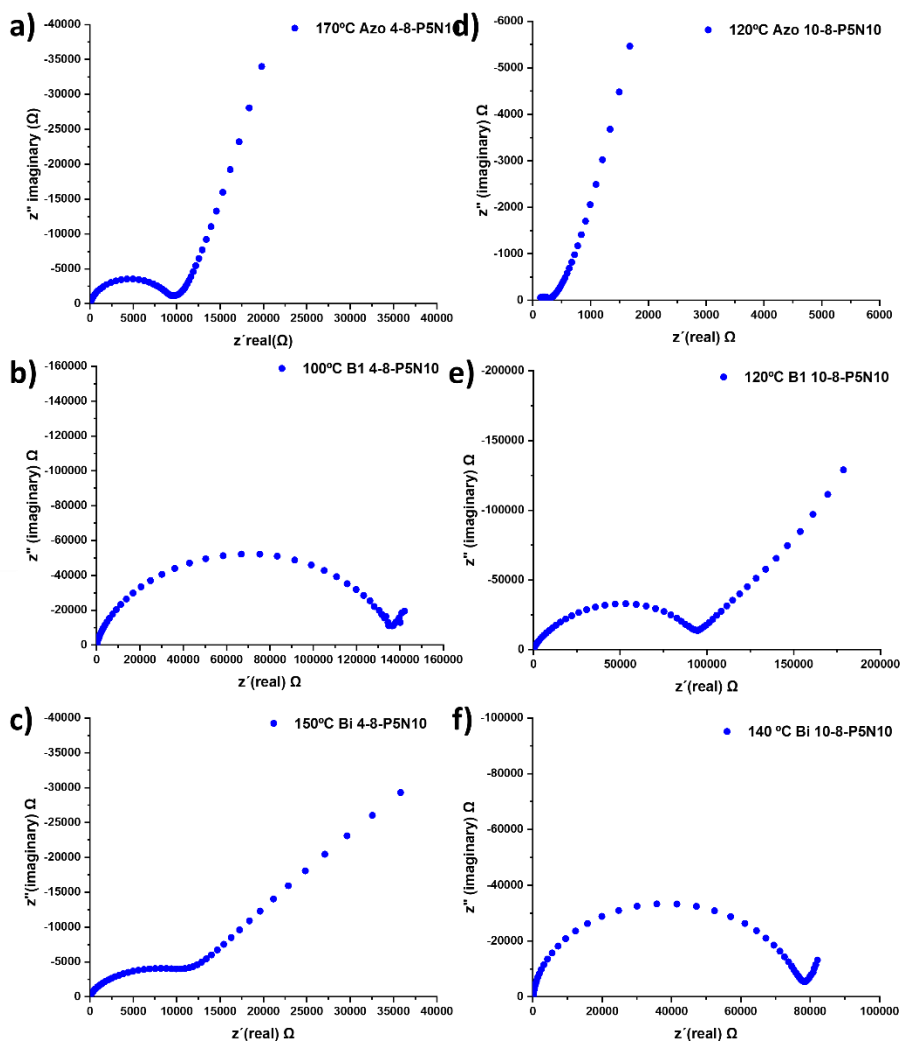 a)
170ºC Azo 4-8-P5N10
-40000
-35000
-30000
-25000
-20000
-15000
-10000
-5000
0
z'' imaginary (Ω)
0 5000 10000 15000 20000 25000 30000 35000 40000
z´real(Ω)
d)
120ºC Azo 10-8-P5N10
-6000
-5000
-4000
-3000
-2000
-1000
0
z'' (imaginary) Ω
0 1000 2000 3000 4000 5000 6000
z´(real) Ω
b)
100ºC B1 4-8-P5N10
-160000
-140000
-120000
-100000
-80000
-60000
-40000
-20000
0
z'' (imaginary) Ω
0 20000 40000 60000 80000 100000 120000 140000 160000
z´(real) Ω
e)
120ºC B1 10-8-P5N10
-200000
-150000
-100000
-50000
0
z'' (imaginary) Ω
0 50000 100000 150000 200000
z´(real) Ω
c)
150ºC Bi 4-8-P5N10
-40000
-35000
-30000
-25000
-20000
-15000
-10000
-5000
0
z''(imaginary) Ω
0 5000 10000 15000 20000 25000 30000 35000 40000
z´(real) Ω
f)
140 ºC Bi 10-8-P5N10
-100000
-80000
-60000
-40000
-20000
0
z'' (imaginary) Ω
0 20000 40000 60000 80000 100000
z´(real) Ω